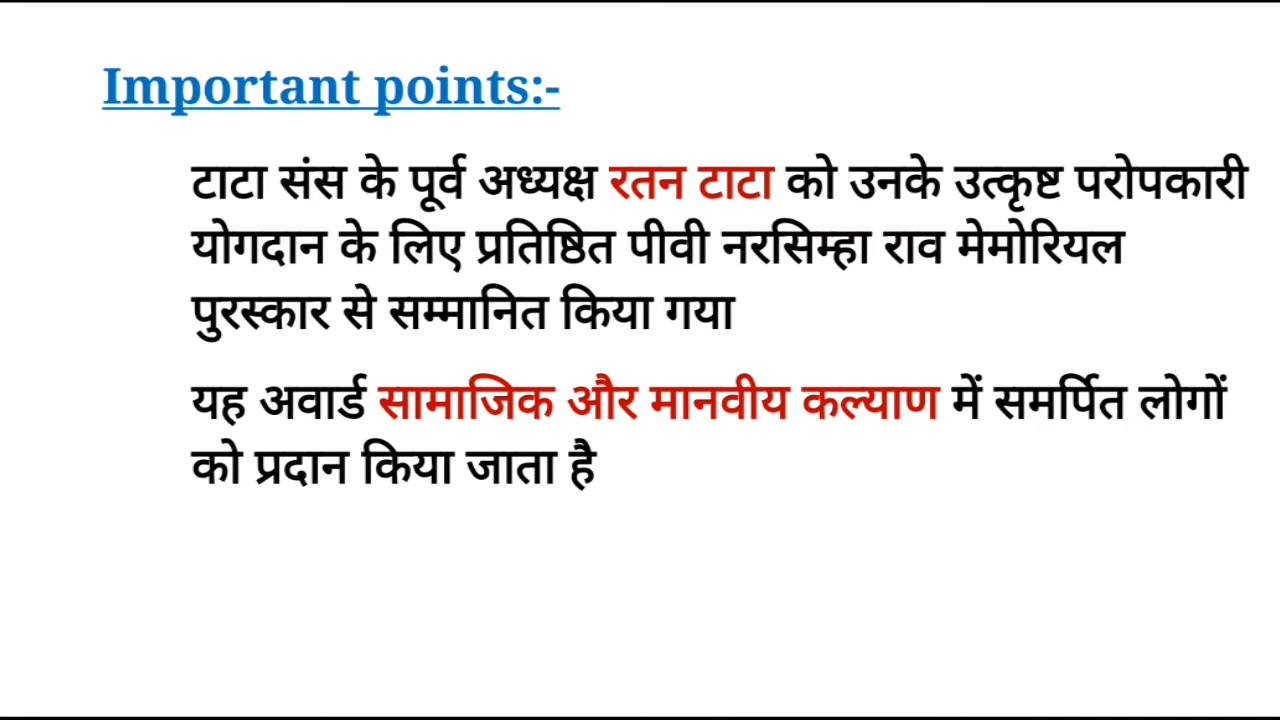 Important points:-
टाटा संस के पूर्व अध्यक्ष रतन टाटा को उनके उत्कृष्ट परोपकारी
योगदान के लिए प्रतिष्ठित पीवी नरसिम्हा राव मेमोरियल
पुरस्कार से सम्मानित किया गया
यह अवार्ड सामाजिक और मानवीय कल्याण में समर्पित लोगों
को प्रदान किया जाता है